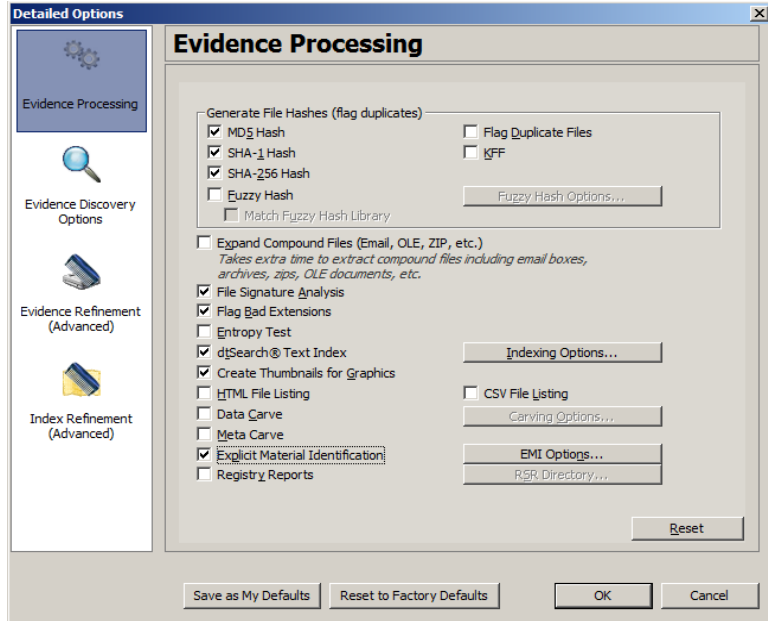 Detailed Options
Evidence Processing
Evidence Processing
Evidence Discovery
Options
Evidence Refinement
(Advanced)
Index Refinement
(Advanced)
Generate File Hashes (flag duplicates)
MD5 Hash
Flag Duplicate Files
SHA-1 Hash
KFF
SHA-256 Hash
Fuzzy Hash
Fuzzy Hash Options...
Match Fuzzy Hash Library
Expand Compound Files (Email, OLE, ZIP, etc.)
Takes extra time to extract compound files including email boxes,
archives, zips, OLE documents, etc.
File Signature Analysis
Flag Bad Extensions
Entropy Test
dtSearch® Text Index
Indexing Options...
Create Thumbnails for Graphics
HTML File Listing
CSV File Listing
Data Carve
Carving Options...
Meta Carve
Explicit Material Identification
EMI Options...
Registry Reports
RSR Directory...
Reset
Save as My Defaults
Reset to Factory Defaults
OK
Cancel